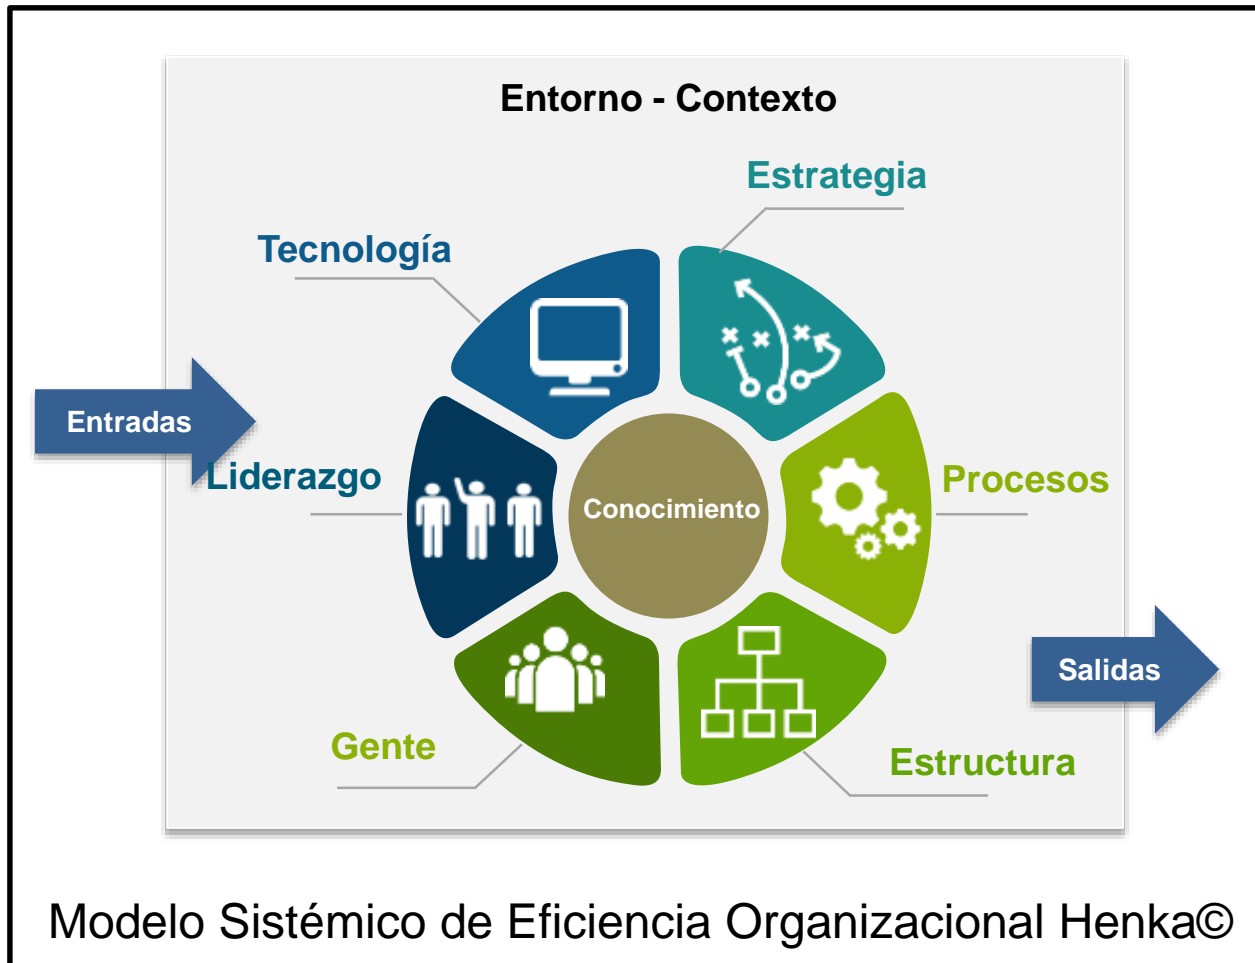 Entorno - Contexto
Estrategia
Tecnología
Entradas
Liderazgo
Procesos
Conocimiento
Salidas
Gente
Estructura
Modelo Sistémico de Eficiencia Organizacional Henka©